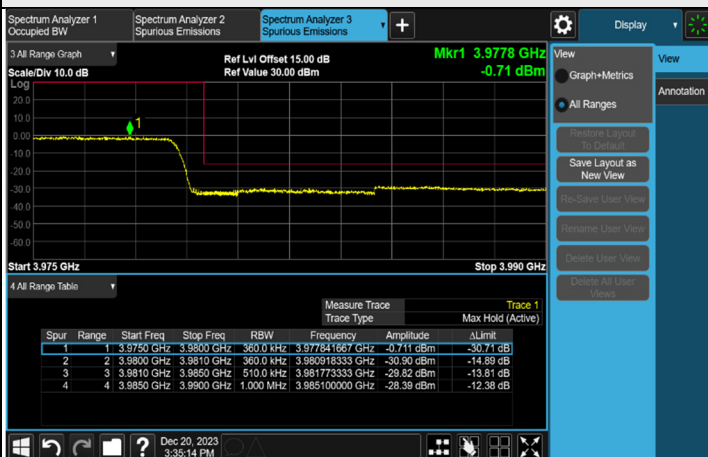 Spectrum Analyzer 1
Occupied BW
Spectrum Analyzer 2
Spurious Emissions
Spectrum Analyzer 3
Spurious Emissions
Display
3 All Range Graph
Scale/Div 10.0 dB
Ref Lvl Offset 15.00 dB
Ref Value 30.00 dBm
Mkr1 3.9778 GHz
-0.71 dBm
Log
20.0
10.0
0.00
-10.0
-20.0
-30.0
-40.0
-50.0
-60.0
1
Start 3.975 GHz
Stop 3.990 GHz
4 All Range Table
Measure Trace Trace 1
Trace Type Max Hold (Active)
Spur Range Start Freq Stop Freq RBW Frequency Amplitude ΔLimit
1 1 3.9750 GHz 3.9800 GHz 360.0 kHz 3.977841667 GHz -0.711 dBm -30.71 dB
2 2 3.9800 GHz 3.9810 GHz 360.0 kHz 3.980918333 GHz -30.90 dBm -14.89 dB
3 3 3.9810 GHz 3.9850 GHz 510.0 kHz 3.981773333 GHz -29.82 dBm -13.81 dB
4 4 3.9850 GHz 3.9900 GHz 1.000 MHz 3.985100000 GHz -28.39 dBm -12.38 dB
View
Graph+Metrics
All Ranges
Restore Layout
To Default
Save Layout as
New View
Re-Save User View
Rename User View
Delete User View
Delete All User
Views
View
Annotation
?
Dec 20, 2023
3:35:14 PM